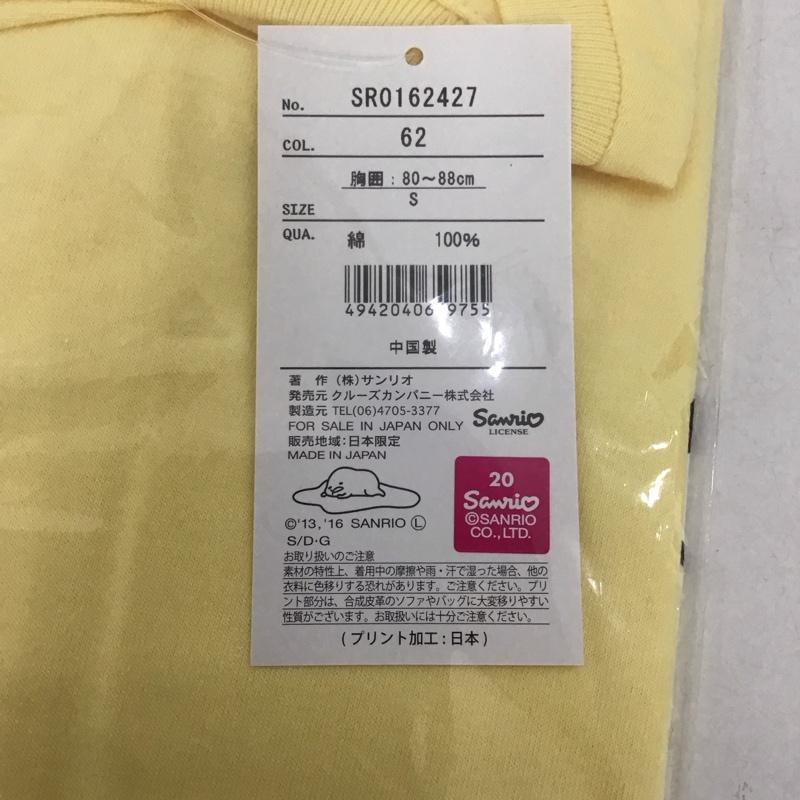 No. SR0162427
COL. 62
胸囲 : 80～88cm
SIZE S
QUA. 綿 100%
中国製
著 作 (株)サンリオ
発売元 クルーズカンパニー株式会社
製造元 TEL(06)4705-3377
FOR SALE IN JAPAN ONLY
販売地域:日本限定
MADE IN JAPAN
Sanrio
LICENSE
20
Sanrio
©SANRIO
CO.,LTD.
©'13,'16 SANRIO Ⓛ
S/D・G
お取り扱いのご注意
素材の特性上、着用中の摩擦や雨・汗で湿った場合、他の
衣料に色移りする恐れがあります。ご注意ください。プリ
ント部分は、合成皮革のソファやバッグに大変移りやすい
性質がございます。お取扱いには十分ご注意ください。
(プリント加工:日本)